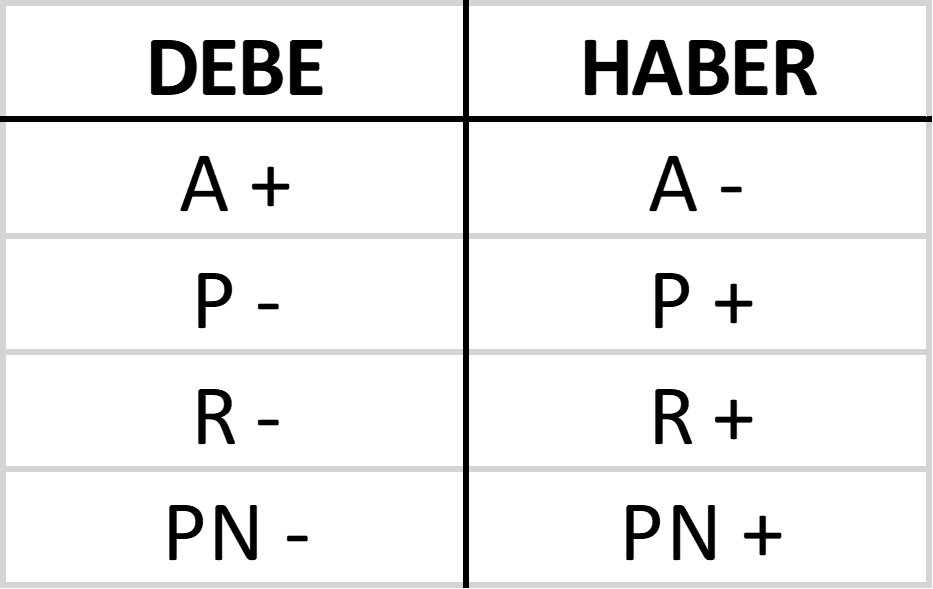 DEBE HABER
A + A -
P - P +
R - R +
PN - PN +